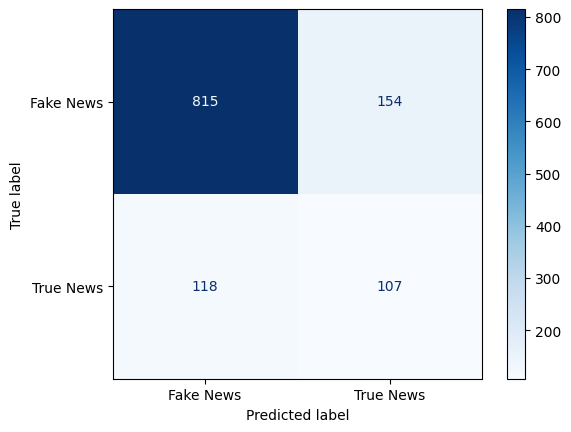 Fake News
True News
True label
815
154
118
107
Fake News
True News
Predicted label
800
700
600
500
400
300
200